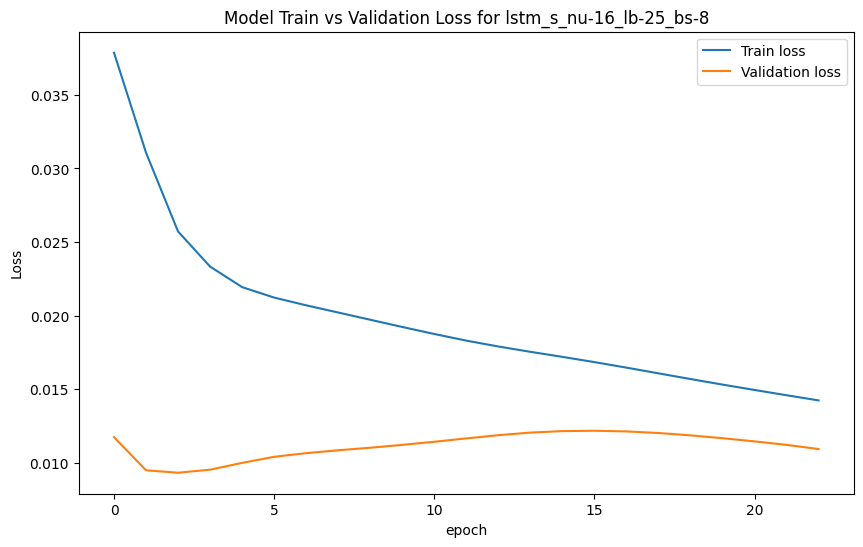 Model Train vs Validation Loss for lstm_s_nu-16_lb-25_bs-8
Train loss
Validation loss
Loss
0.035
0.030
0.025
0.020
0.015
0.010
0
5
10
15
20
epoch